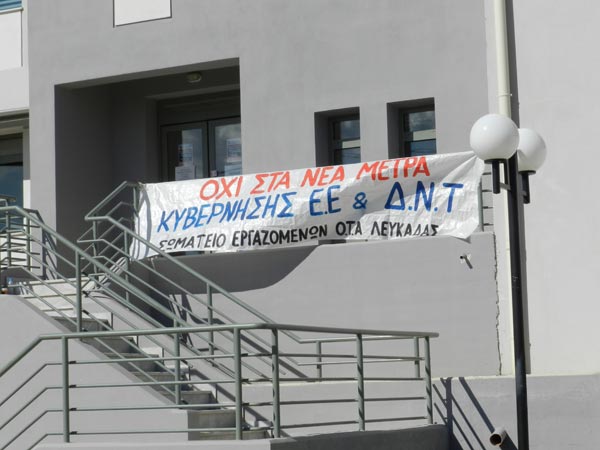 ΟΧΙ ΣΤΑ ΝΕΑ ΜΕΤΡΑ
ΚΥΒΕΡΝΗΣΗΣ Ε.Ε & Δ.Ν.Τ
ΣΩΜΑΤΕΙΟ ΕΡΓΑΖΟΜΕΝΩΝ Ο.Τ.Α ΛΕΥΚΑΔΑΣ